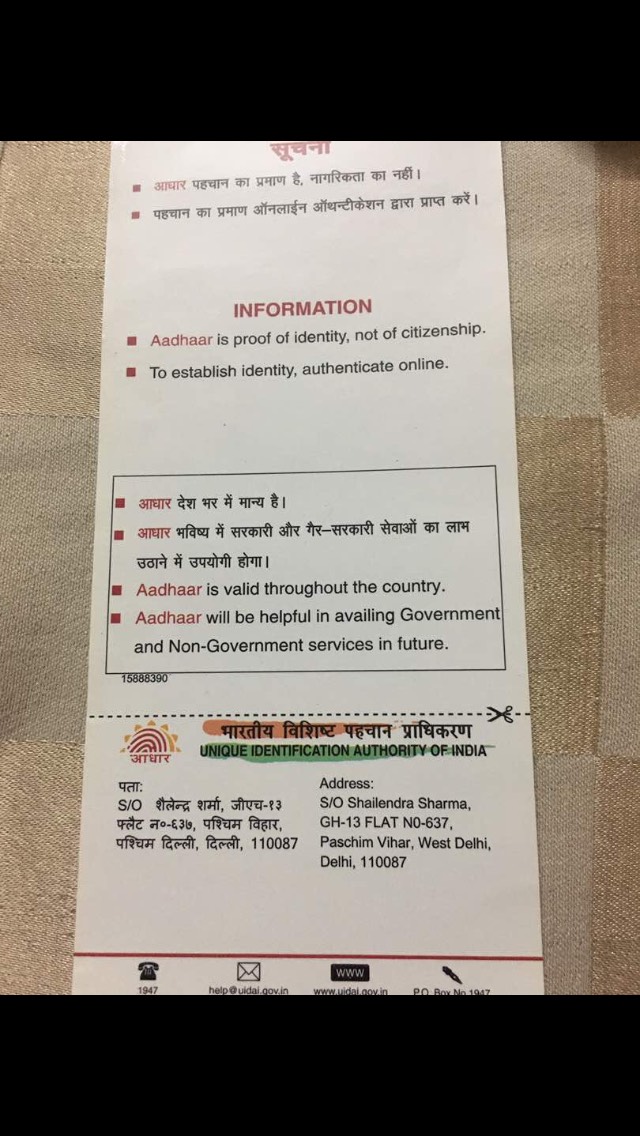 सूचना
आधार पहचान का प्रमाण है, नागरिकता का नहीं।
पहचान का प्रमाण ऑनलाईन ऑथन्टीकेशन द्वारा प्राप्त करें।
INFORMATION
Aadhaar is proof of identity, not of citizenship.
To establish identity, authenticate online.
आधार देश भर में मान्य है।
आधार भविष्य में सरकारी और गैर–सरकारी सेवाओं का लाभ
उठाने में उपयोगी होगा।
Aadhaar is valid throughout the country.
Aadhaar will be helpful in availing Government
and Non-Government services in future.
15888390
आधार
भारतीय विशिष्ट पहचान प्राधिकरण
UNIQUE IDENTIFICATION AUTHORITY OF INDIA
पता:
S/O शैलेन्द्र शर्मा, जीएच-१३
फ्लैट न०-६३७, पश्चिम विहार,
पश्चिम दिल्ली, दिल्ली, 110087
Address:
S/O Shailendra Sharma,
GH-13 FLAT N0-637,
Paschim Vihar, West Delhi,
Delhi, 110087
WWW
1947 help@uidai.gov.in www.uidai.gov.in P.O. Box No.1947